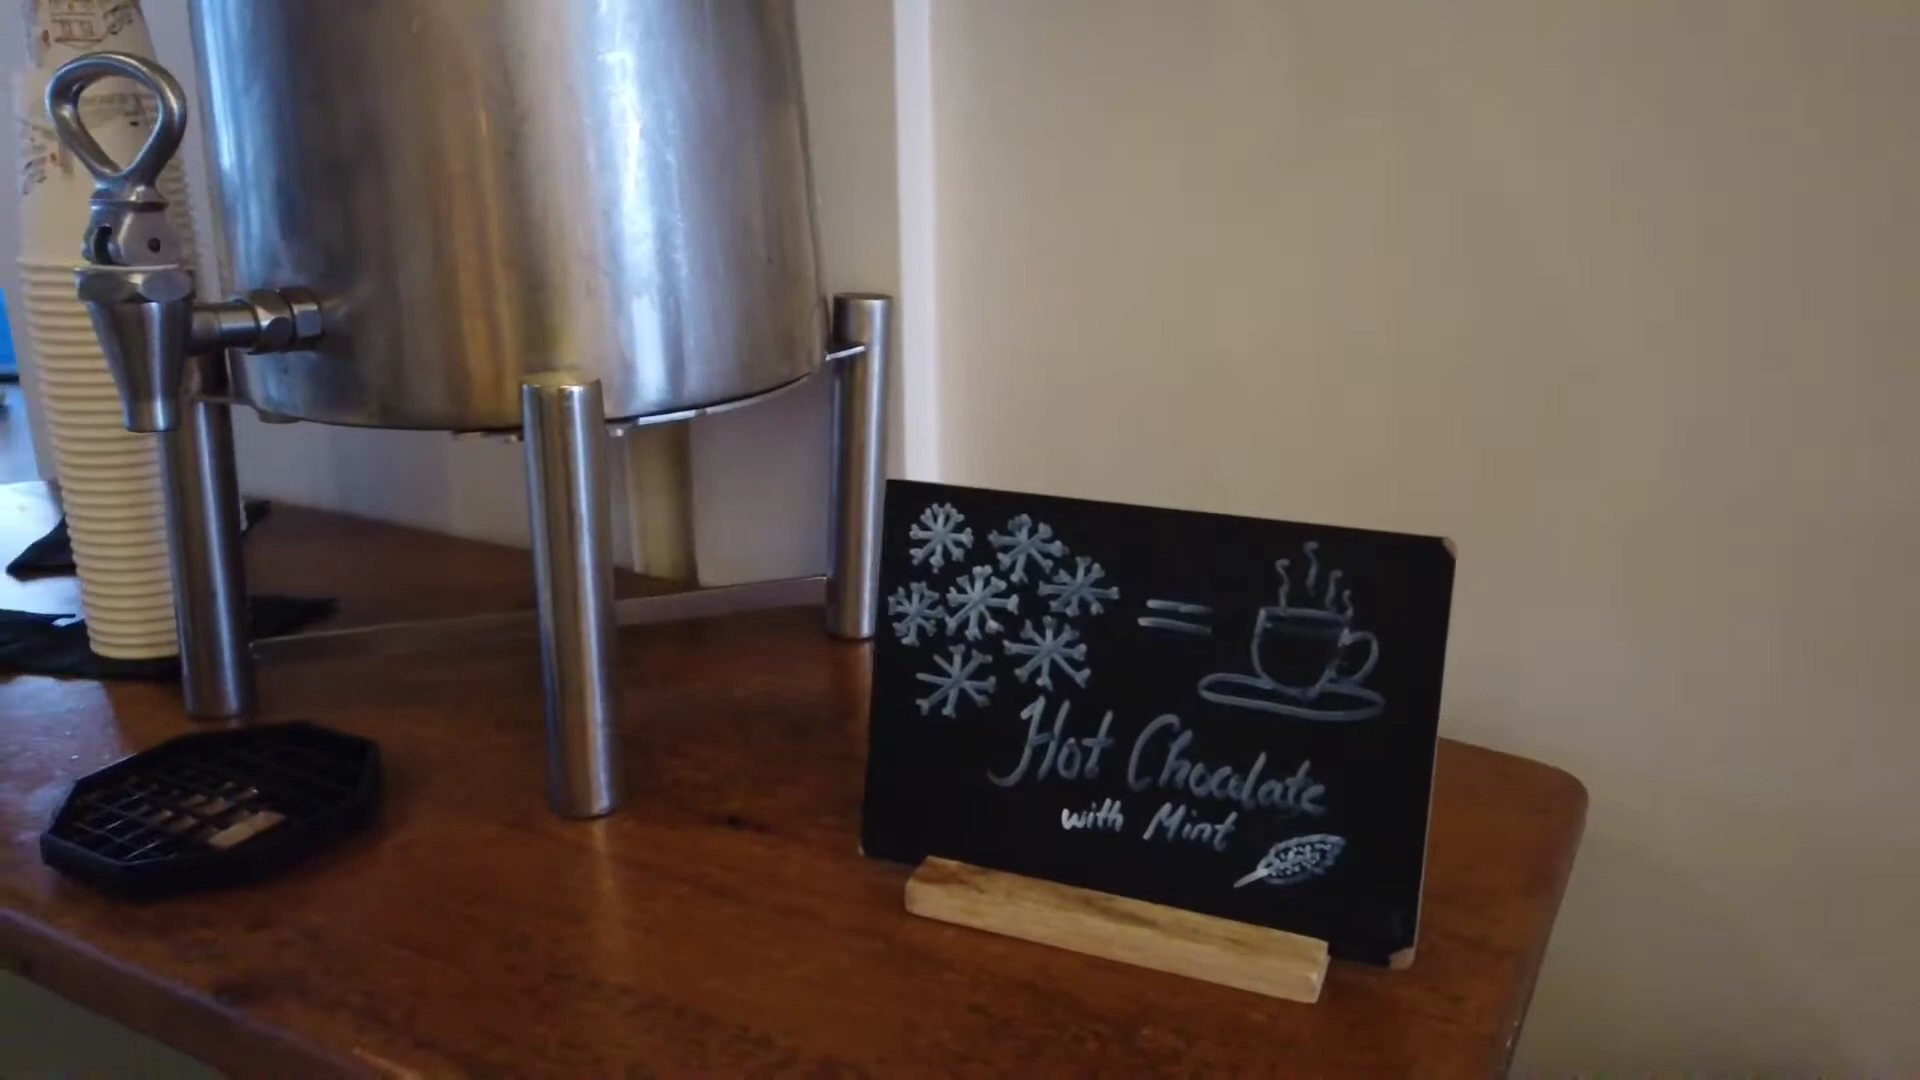 =
Hot Chocolate
with Mint